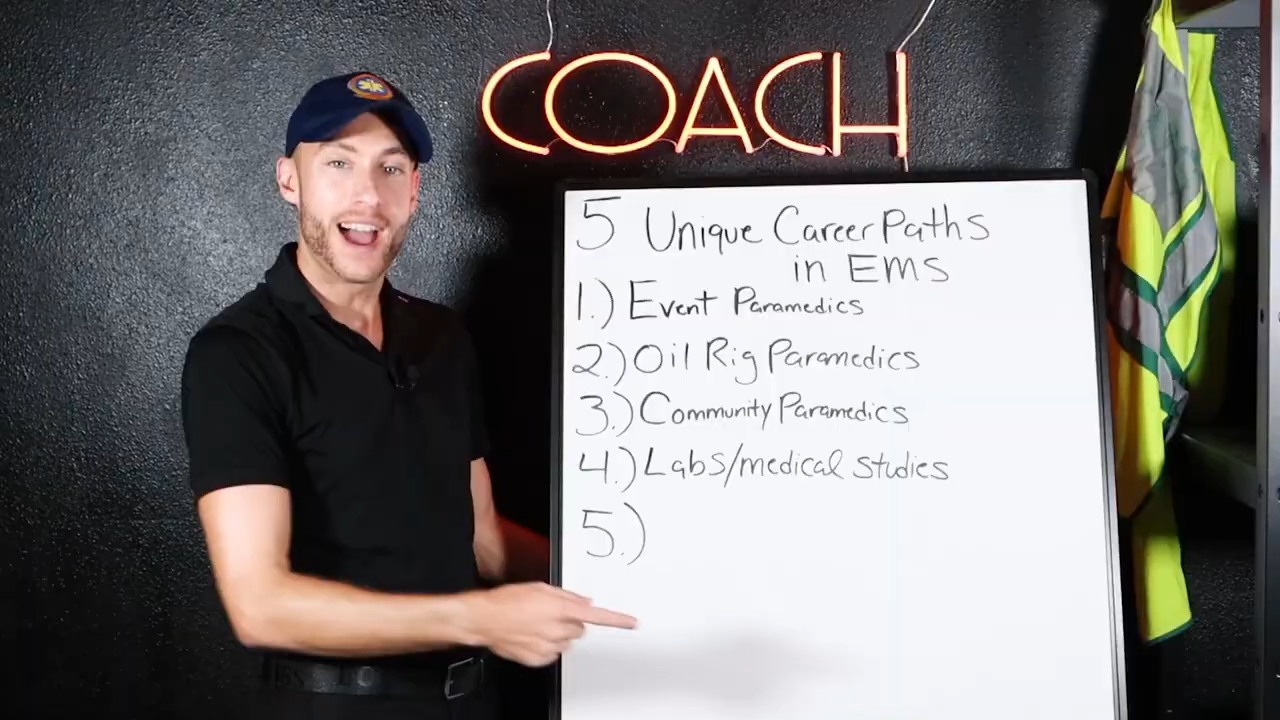 COACH
5 Unique Career Paths
in EMS
1.) Event Paramedics
2.) Oil Rig Paramedics
3.) Community Paramedics
4.) Labs/medical studies
5.)